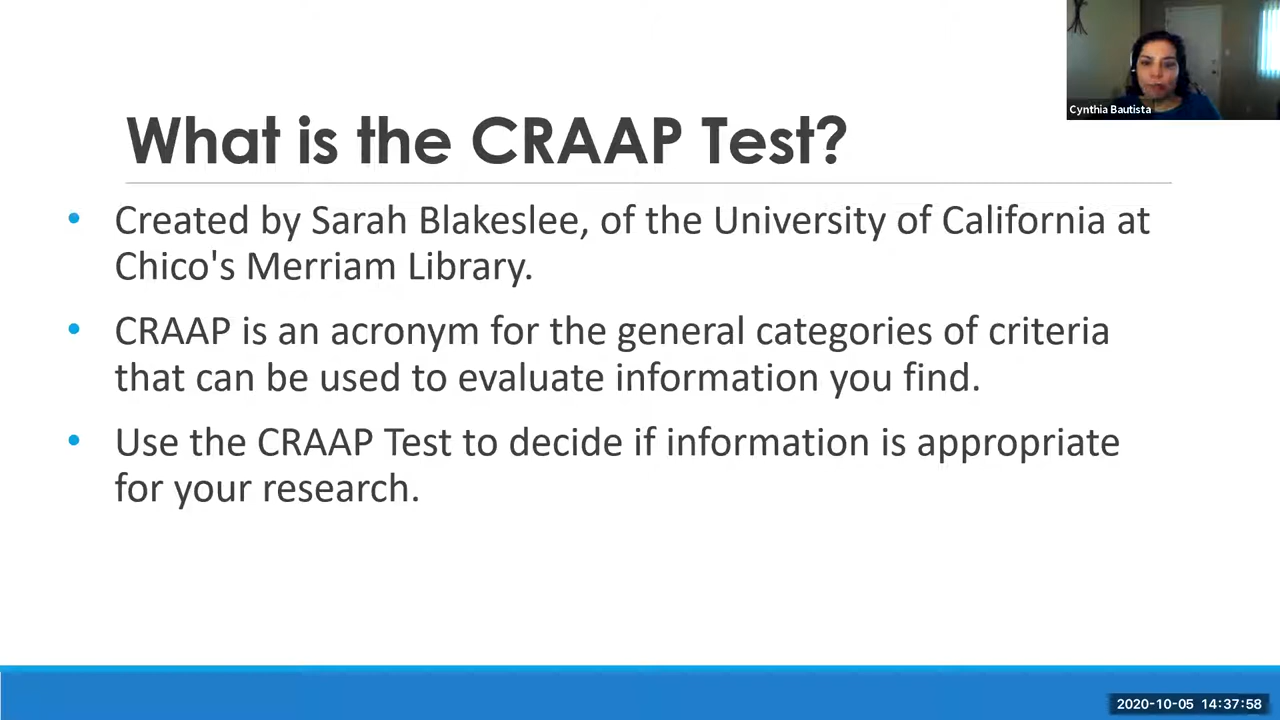 Cynthia Bautista
What is the CRAAP Test?
• Created by Sarah Blakeslee, of the University of California at
Chico's Merriam Library.
• CRAAP is an acronym for the general categories of criteria
that can be used to evaluate information you find.
• Use the CRAAP Test to decide if information is appropriate
for your research.
2020-10-05 14:37:58